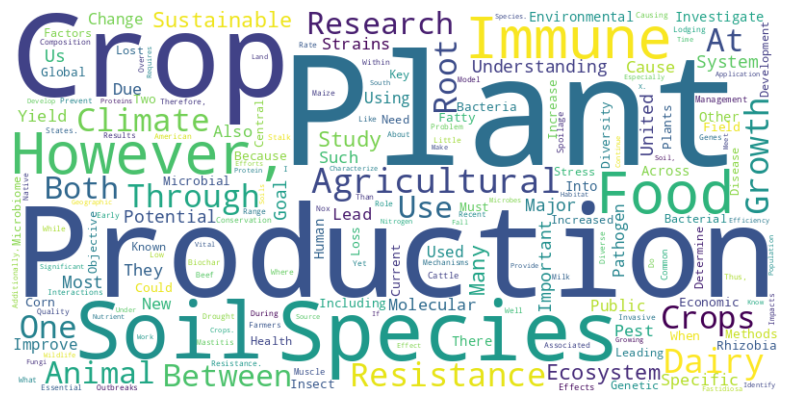 Crop
Plant
Production
Soil
Species
However,
Food
Immune
Agricultural
Resistance
Research
Climate
Through
Between
Animal
Dairy
Crops
Growth
Root
Both
One
Use
Sustainable
Ecosystem
At
Study
Many
Change
Strains
Understanding
Environmental
Investigate
Factors
Us
Global
Due
Yield
Also
Because
Such
Using
Key
Need
Fatty
Bacteria
Cause
System,
Other
Field
Plants
United
Diversity
Increase
Development
Management
Potential
Microbial
Goal
Central
Lead
Major
Into
Across
Stress
Disease
Pathogen
Important
Increased
Bacterial
Determine
Objective
Known
They
Most
Could
New
Improve
Corn
Quality
Interactions
Human
Loss
Used
Current
Including
Molecular
There
Public
Pest
Leading
Economic
When
Methods
Rhizobia
Specific
Genetic
Effects
Insect
Health
Muscle
Mastitis
Drought
Farmers
During
Source
Cattle
Beef
Biochar
Vital
Range
Conservation
Role
Nitrogen
Recent
Fall
Mechanisms
Milk
Provide
Diverse
Common
Efficiency
Impacts
Population
Invasive
Growing
Associated
Well
Effect
Nutrient
Under
Work
Crops.
Resistance.
Fungi
Wildlife
What
Essential
Outbreaks
Significant
Additionally,
Microbiome,
Native
Early
While
Low
Two
Therefore,
Proteins
Protein
Prevent
Develop
States.
Results
American
Efforts
Stalk
Characterize
Problem
Little
Make
About
Like
South
Model
Within
Maize
Rate
Land
Over
Requires
Lost
Composition
Species.
Causing
Lodging
Time
Especially
Application
Genes
Meet
Soil,
Spoilage
Habitat
Microbes
Than
Must
Nox
Yet
Where
If
Do
Thus,
Know
Identify
Fastidiosa
Continue
Geographic
X.